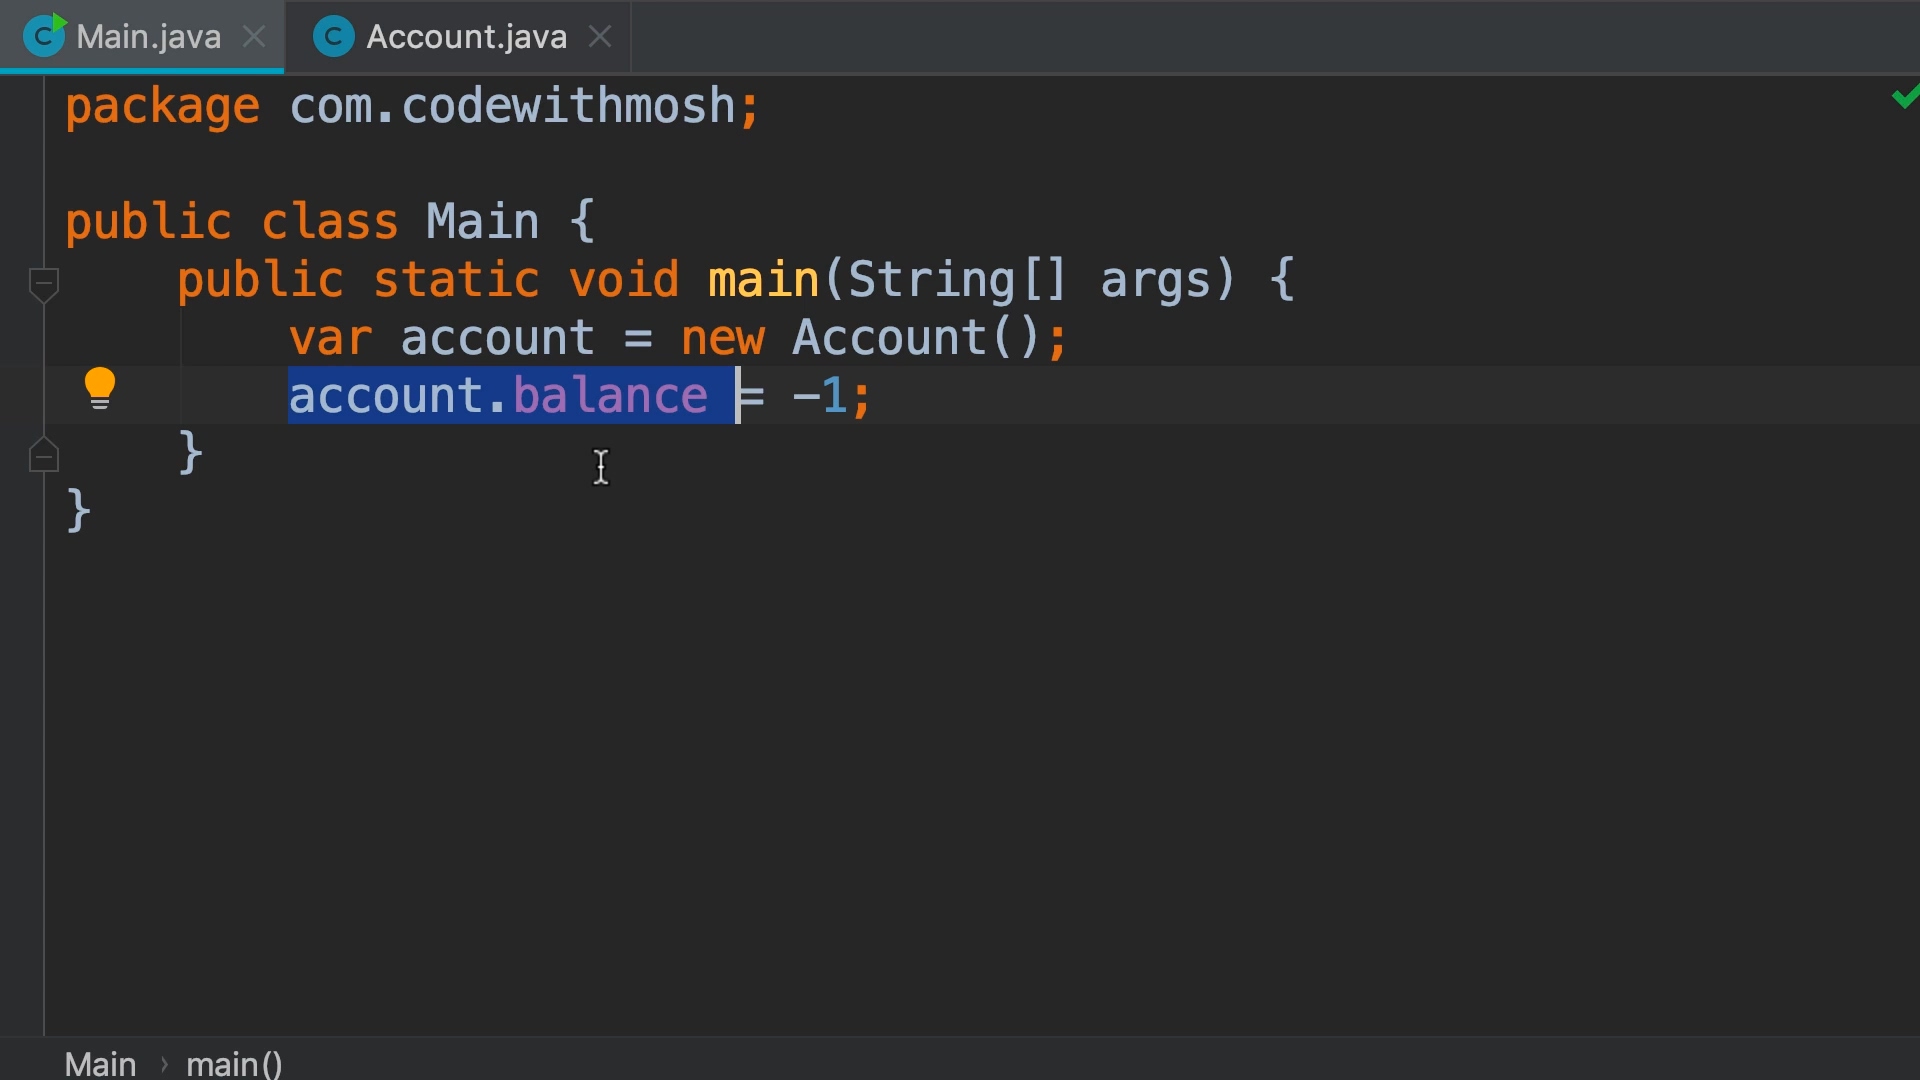 Main.java
Account.java
package com.codewithmosh;
public class Main {
public static void main(String[] args) {
var account = new Account();
account.balance = -1;
}
}
Main › main()